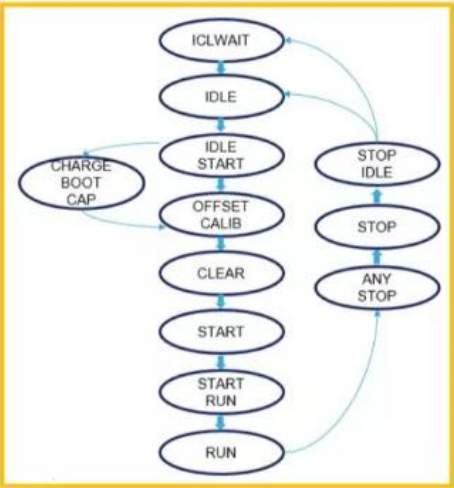 ICLWAIT
IDLE
IDLE
START
CHARGE
BOOT
CAP
OFFSET
CALIB
CLEAR
START
START
RUN
RUN
STOP
IDLE
STOP
ANY
STOP